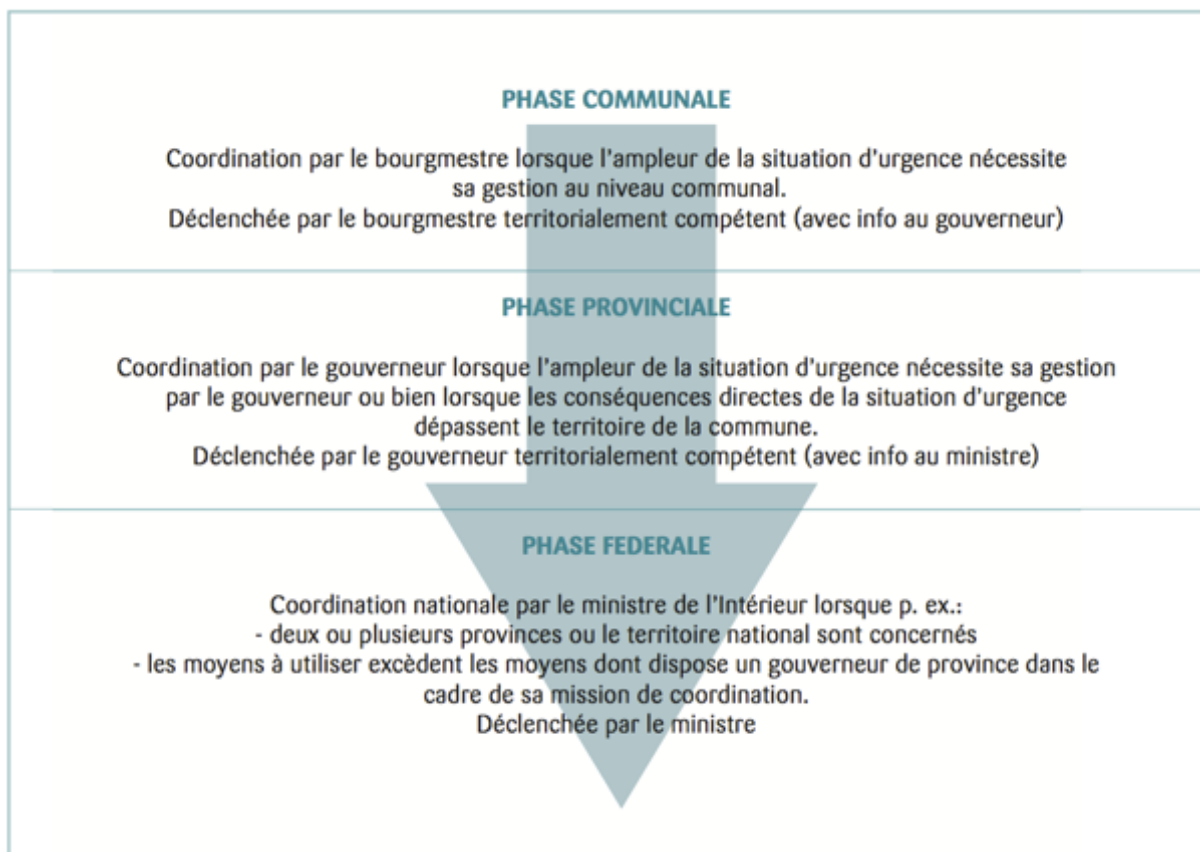 PHASE COMMUNALE
Coordination par le bourgmestre lorsque l'ampleur de la situation d'urgence nécessite
sa gestion au niveau communal.
Déclenchée par le bourgmestre territorialement compétent (avec info au gouverneur)
PHASE PROVINCIALE
Coordination par le gouverneur lorsque l'ampleur de la situation d'urgence nécessite sa gestion
par le gouverneur ou bien lorsque les conséquences directes de la situation d'urgence
dépassent le territoire de la commune.
Déclenchée par le gouverneur territorialement compétent (avec info au ministre)
PHASE FEDERALE
Coordination nationale par le ministre de l'Intérieur lorsque p. ex.:
- deux ou plusieurs provinces ou le territoire national sont concernés
- les moyens à utiliser excèdent les moyens dont dispose un gouverneur de province dans le
cadre de sa mission de coordination.
Déclenchée par le ministre